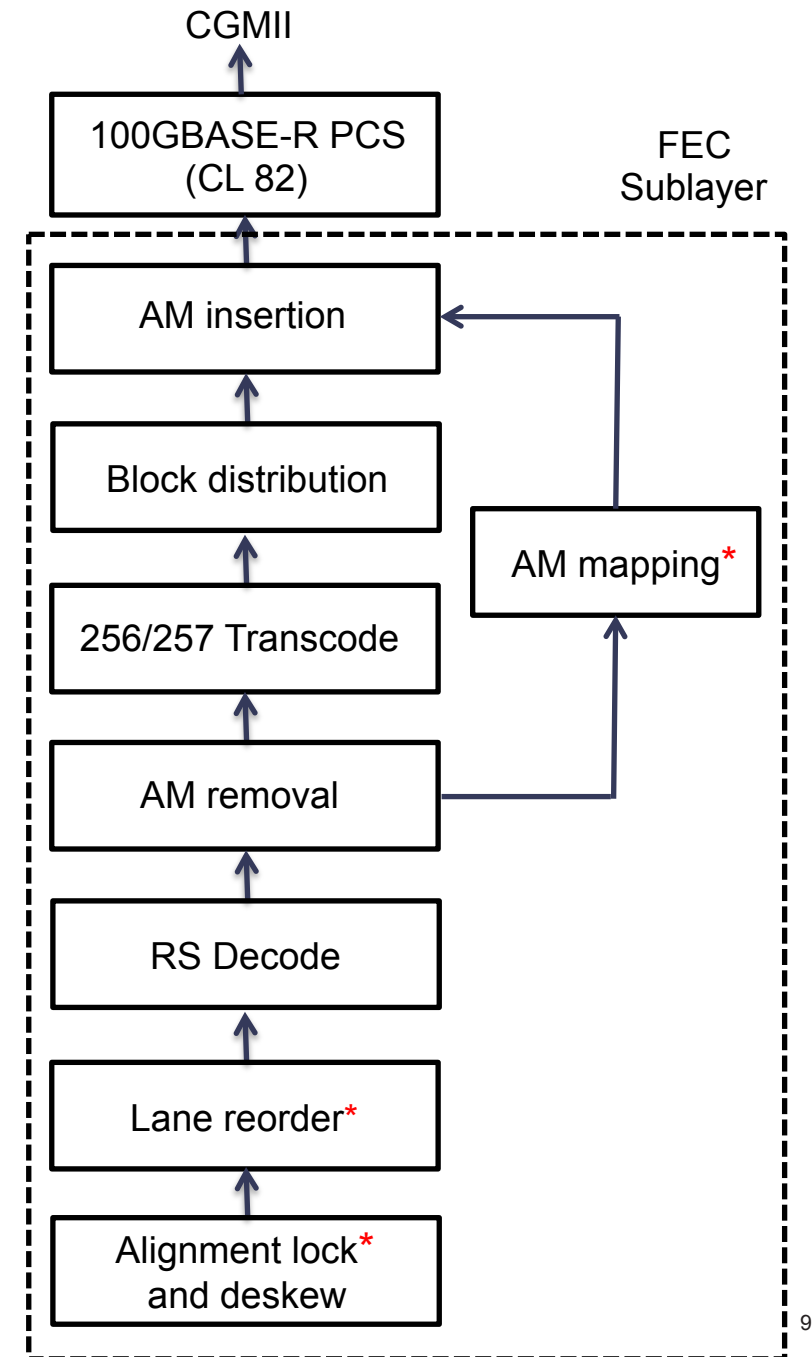 CGMII
100GBASE-R PCS
(CL 82)
FEC
Sublayer
AM insertion
Block distribution
AM mapping*
256/257 Transcode
AM removal
RS Decode
Lane reorder*
Alignment lock*
and deskew
9